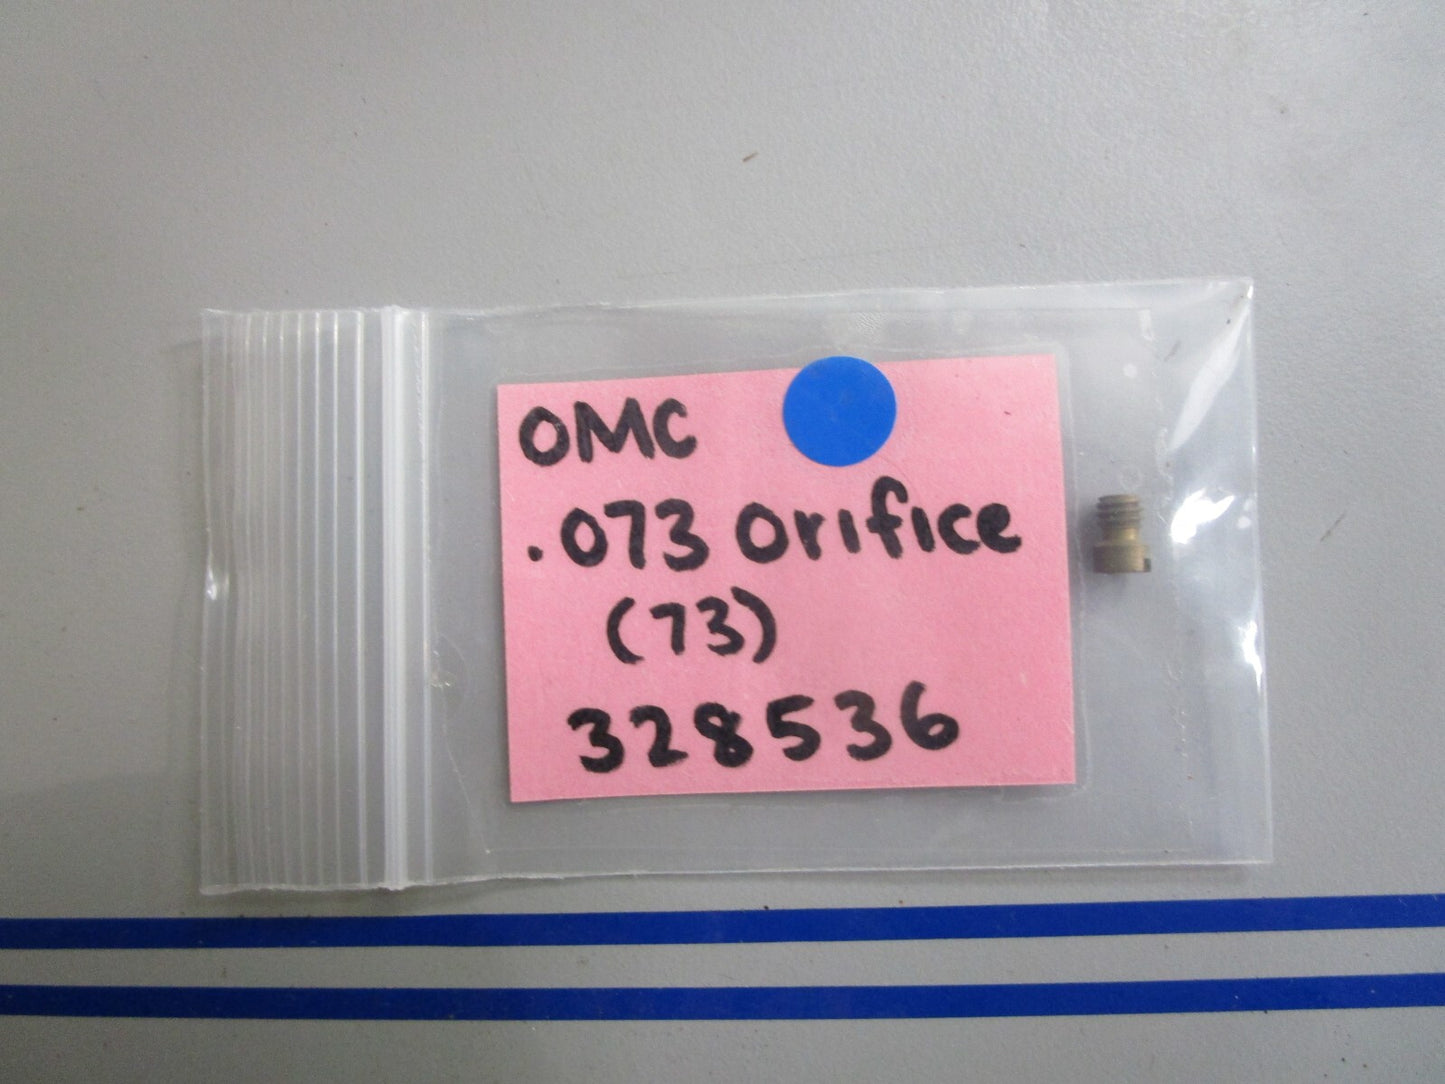 OMC
.073 Orifice
(73)
328536